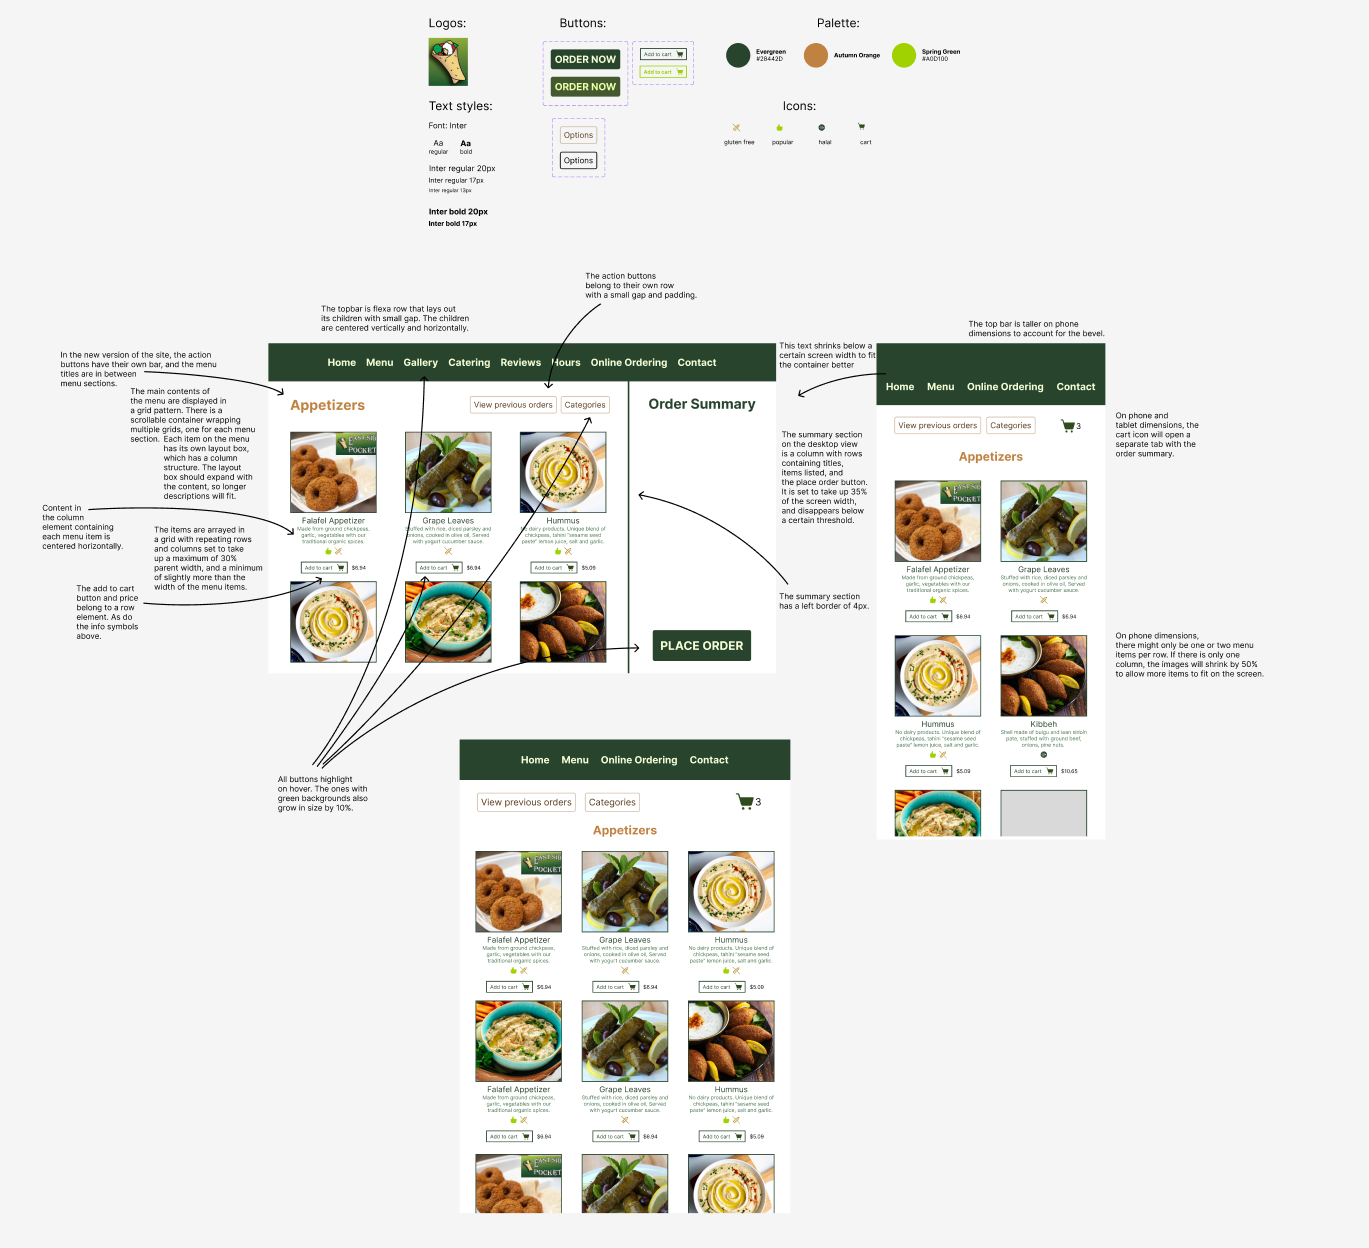 Logos:
Buttons:
Palette:
ORDER NOW
ORDER NOW
Add to cart
Add to cart
Options
Options
Evergreen
#28442D
Autumn Orange
Spring Green
#A0D100
Text styles:
Font: Inter
Aa
regular
Aa
bold
Inter regular 20px
Inter regular 17px
Inter regular 13px
Inter bold 20px
Inter bold 17px
Icons:
gluten free
popular
halal
cart
The action buttons
belong to their own row
with a small gap and padding.
The topbar is flexa row that lays out
its children with small gap. The children
are centered vertically and horizontally.
The top bar is taller on phone
dimensions to account for the bevel.
In the new version of the site, the action
buttons have their own bar, and the menu
titles are in between
menu sections.
The main contents of
the menu are displayed in
a grid pattern. There is a
scrollable container wrapping
multiple grids, one for each menu
section. Each item on the menu
has its own layout box,
which has a column
structure. The layout
box should expand with
the content, so longer
descriptions will fit.
Content in
the column
element containing
each menu item is
centered horizontally.
The items are arrayed in
a grid with repeating rows
and columns set to take
up a maximum of 30%
parent width, and a minimum
of slightly more than the
width of the menu items.
The add to cart
button and price
belong to a row
element. As do
the info symbols
above.
Home Menu Gallery Catering Reviews Hours Online Ordering Contact
Appetizers
View previous orders
Categories
Order Summary
EAST SIDE
POCKET
Falafel Appetizer
Made from ground chickpeas,
garlic, vegetables with our
traditional organic spices.
Add to cart
$6.94
Grape Leaves
Stuffed with rice, diced parsley and
onions, cooked in olive oil, Served
with yogurt cucumber sauce.
Add to cart
$6.94
Hummus
No dairy products. Unique blend of
chickpeas, tahini "sesame seed
paste" lemon juice, salt and garlic.
Add to cart
$5.09
PLACE ORDER
This text shrinks below a
certain screen width to fit
the container better
The summary section
on the desktop view
is a column with rows
containing titles,
items listed, and
the place order button.
It is set to take up 35%
of the screen width,
and disappears below
a certain threshold.
The summary section
has a left border of 4px.
All buttons highlight
on hover. The ones with
green backgrounds also
grow in size by 10%.
Home Menu Online Ordering Contact
View previous orders
Categories
3
Appetizers
EAST SIDE
POCKET
Falafel Appetizer
Made from ground chickpeas,
garlic, vegetables with our
traditional organic spices.
Add to cart
$6.94
Grape Leaves
Stuffed with rice, diced parsley and
onions, cooked in olive oil, Served
with yogurt cucumber sauce.
Add to cart
$6.94
Hummus
No dairy products. Unique blend of
chickpeas, tahini "sesame seed
paste" lemon juice, salt and garlic.
Add to cart
$5.09
Kibbeh
Shell made of bulgu and lean sirloin
pate, stuffed with ground beef,
onions, pine nuts.
Add to cart
$10.65
On phone and
tablet dimensions, the
cart icon will open a
separate tab with the
order summary.
On phone dimensions,
there might only be one or two menu
items per row. If there is only one
column, the images will shrink by 50%
to allow more items to fit on the screen.
Home Menu Online Ordering Contact
View previous orders
Categories
3
Appetizers
EAST SIDE
POCKET
Falafel Appetizer
Made from ground chickpeas,
garlic, vegetables with our
traditional organic spices.
Add to cart
$6.94
Grape Leaves
Stuffed with rice, diced parsley and
onions, cooked in olive oil, Served
with yogurt cucumber sauce.
Add to cart
$6.94
Hummus
No dairy products. Unique blend of
chickpeas, tahini "sesame seed
paste" lemon juice, salt and garlic.
Add to cart
$5.09
Falafel Appetizer
Made from ground chickpeas,
garlic, vegetables with our
traditional organic spices.
Add to cart
$6.94
Grape Leaves
Stuffed with rice, diced parsley and
onions, cooked in olive oil, Served
with yogurt cucumber sauce.
Add to cart
$6.94
Hummus
No dairy products. Unique blend of
chickpeas, tahini "sesame seed
paste" lemon juice, salt and garlic.
Add to cart
$5.09
EAST SIDE
POCKET